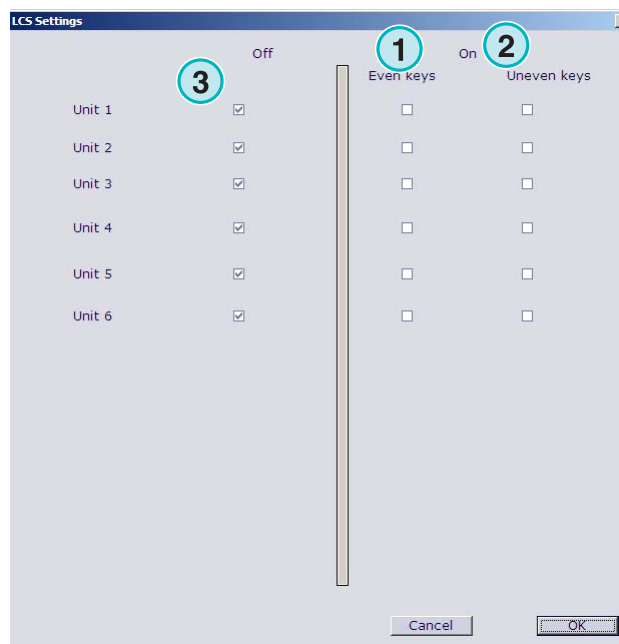 LCS Settings
Off
1
On
2
3
Even keys
Uneven keys
Unit 1
Unit 2
Unit 3
Unit 4
Unit 5
Unit 6
Cancel
OK